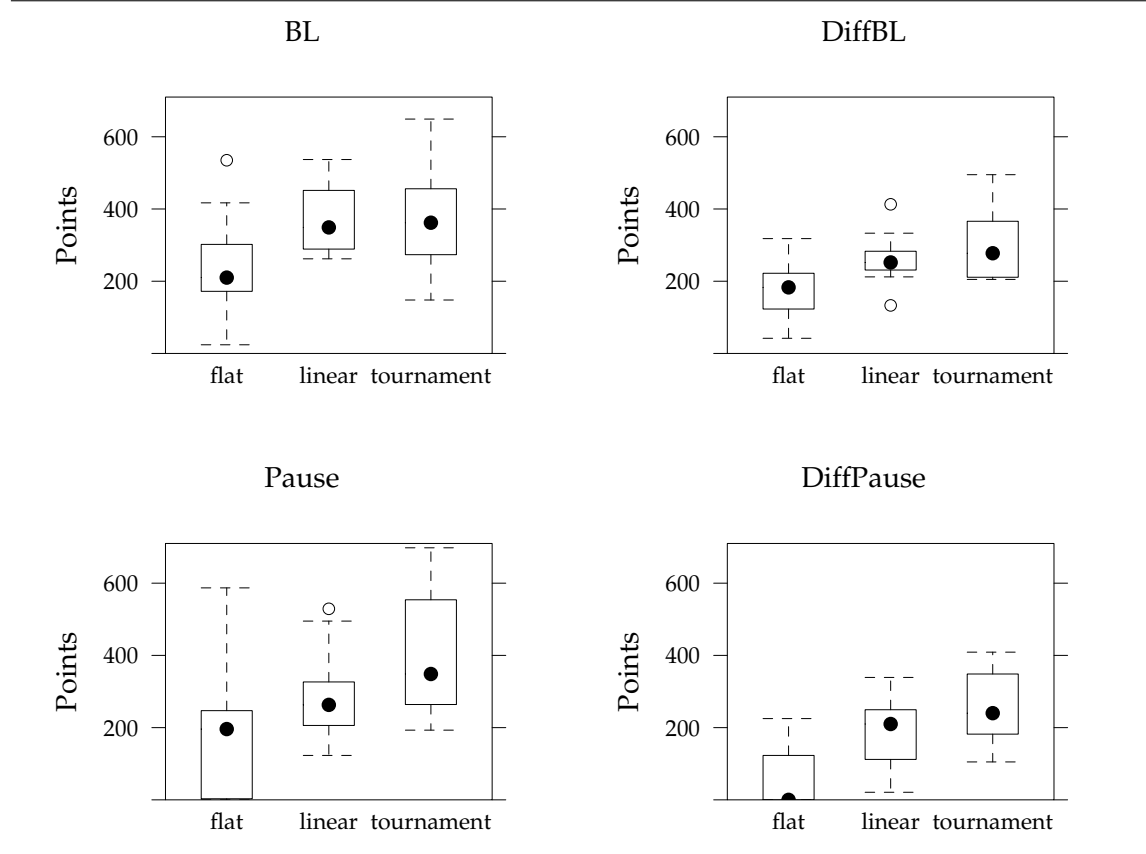 BL
Points
600
400
200
flat linear tournament
DiffBL
Points
600
400
200
flat linear tournament
Pause
Points
600
400
200
flat linear tournament
DiffPause
Points
600
400
200
flat linear tournament